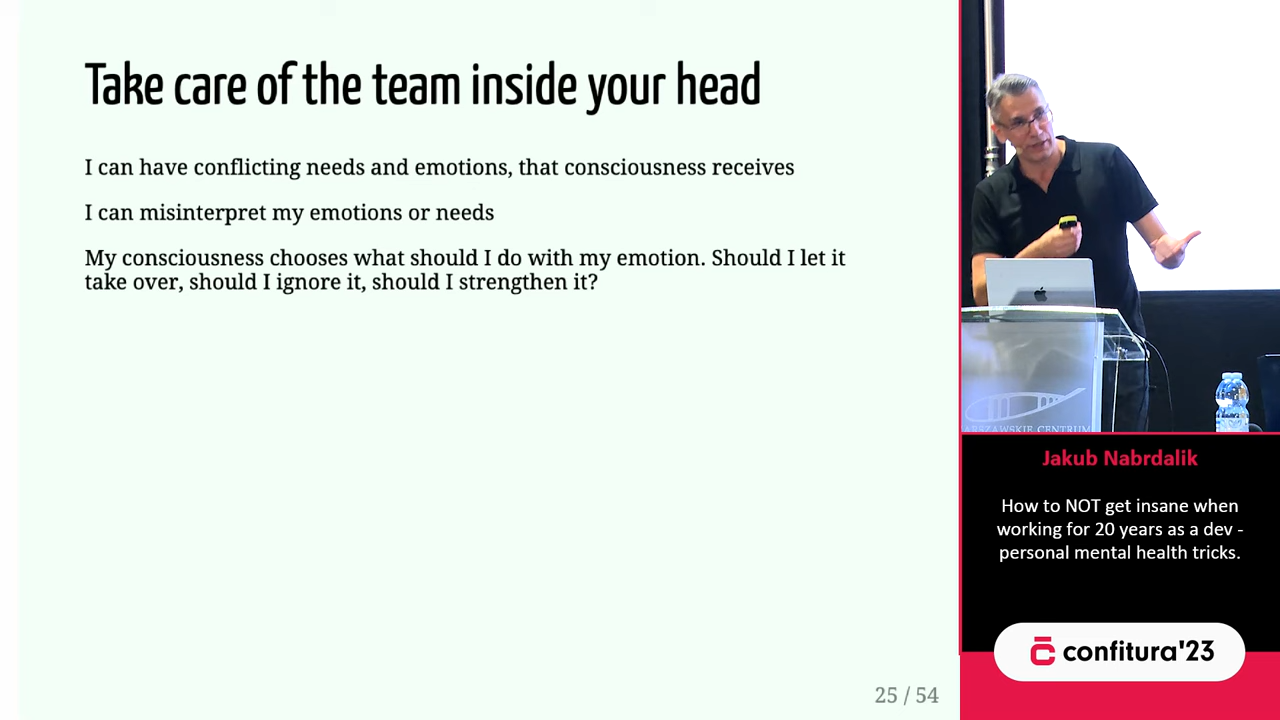 Take care of the team inside your head
I can have conflicting needs and emotions, that consciousness receives
I can misinterpret my emotions or needs
My consciousness chooses what should I do with my emotion. Should I let it
take over, should I ignore it, should I strengthen it?
25 / 54
ARSZAWSKIE CENTRUM
Jakub Nabrdalik
How to NOT get insane when
working for 20 years as a dev -
personal mental health tricks.
confitura'23